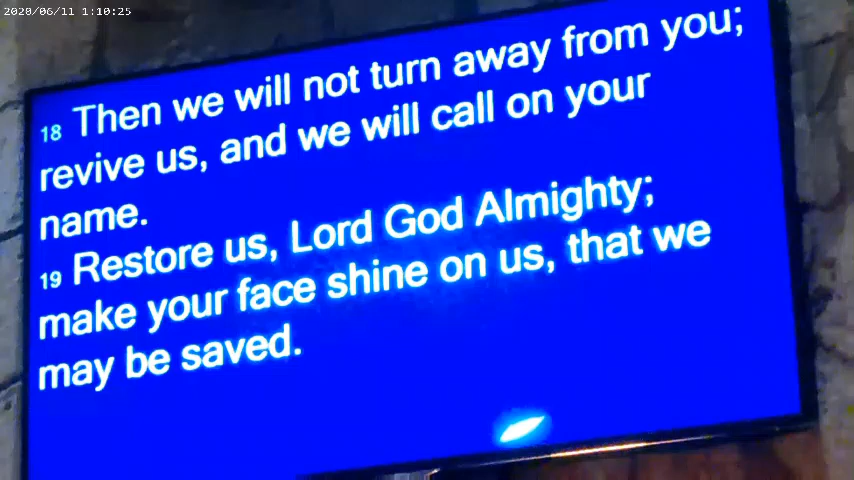 2020/06/11 1:10:25
18 Then we will not turn away from you;
revive us, and we will call on your
name.
19 Restore us, Lord God Almighty;
make your face shine on us, that we
may be saved.